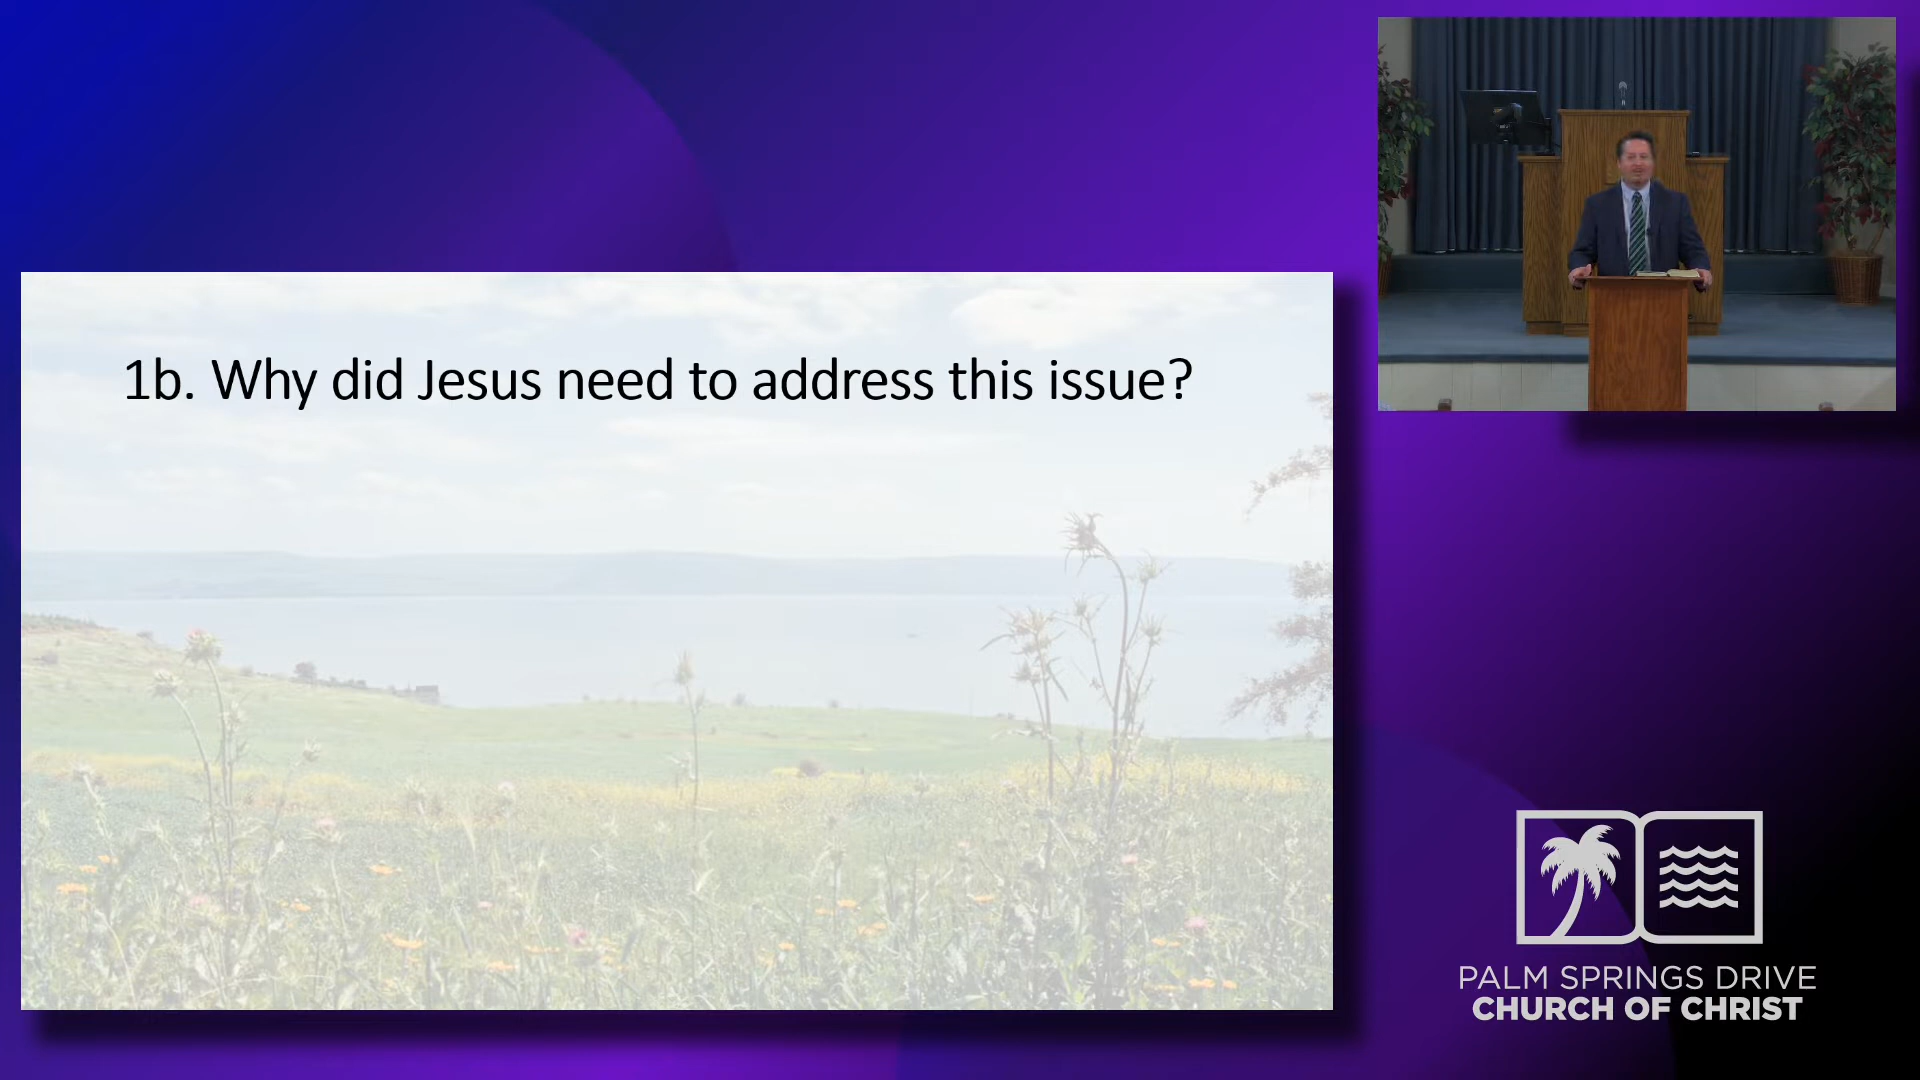 1b. Why did Jesus need to address this issue?
PALM SPRINGS DRIVE
CHURCH OF CHRIST